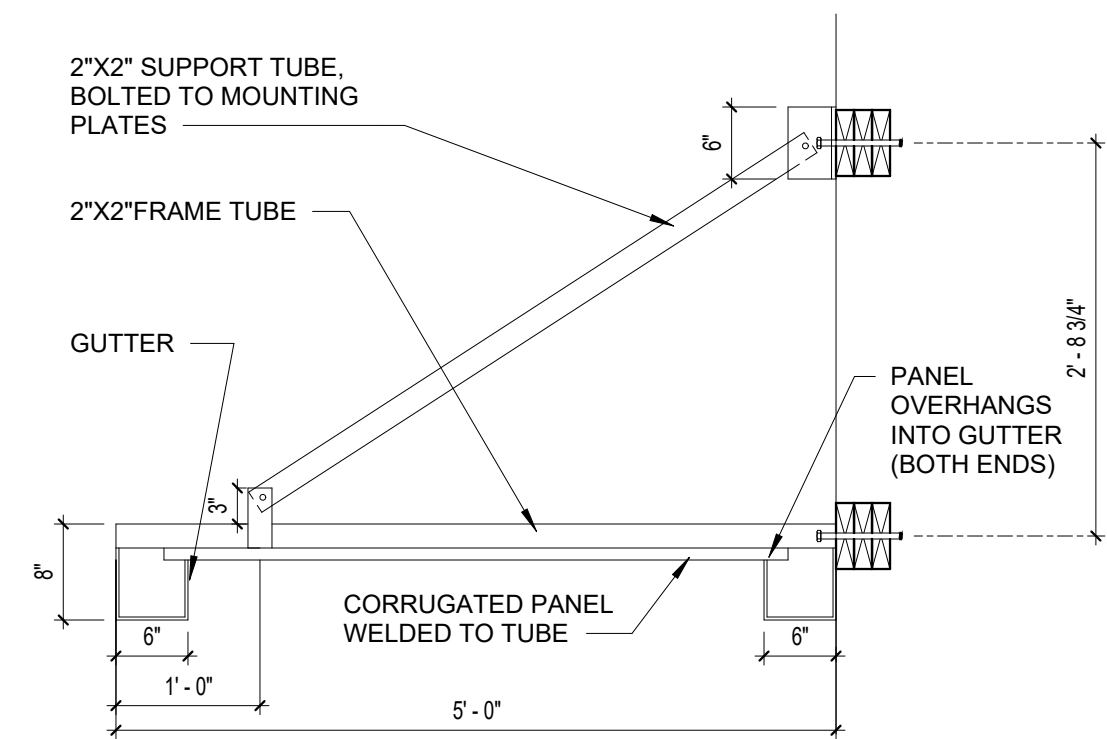 2"X2" SUPPORT TUBE,
BOLTED TO MOUNTING
PLATES
6"
2"X2"FRAME TUBE
GUTTER
2' - 8 3/4"
PANEL
OVERHANGS
INTO GUTTER
(BOTH ENDS)
3"
8"
CORRUGATED PANEL
WELDED TO TUBE
6"
6"
1' - 0"
5' - 0"